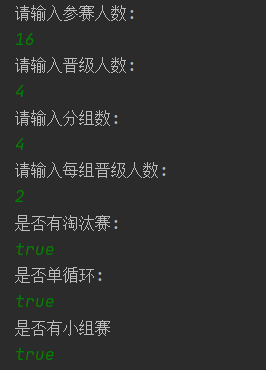 请输入参赛人数:
16
请输入晋级人数:
4
请输入分组数:
4
请输入每组晋级人数:
2
是否有淘汰赛:
true
是否单循环:
true
是否有小组赛
true